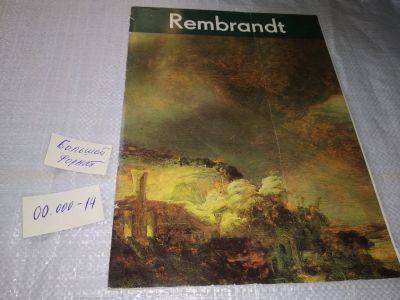 Rembrandt
Большой
формат
00.000-14